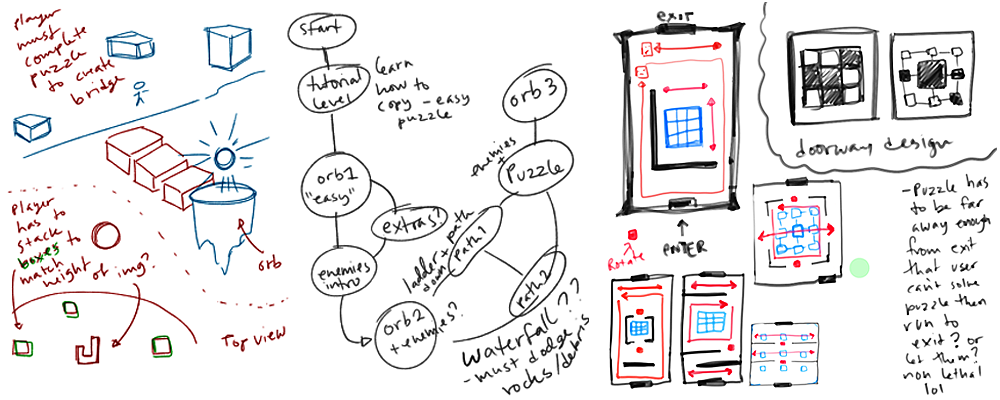 player
must
complete
puzzle
to create
bridge
orb
player
has to
stack
boxes to
match
height of img?
Top view
start
tutorial
level
learn
how to
copy - easy
puzzle
orb1
"easy"
extras?
enemies
intro
orb2
+enemies?
orb3
enemies
+
Puzzle
ladder + path
down
path1
path2
waterfall??
- must dodge
rocks/debris
exit
ENTER
Rotate
doorway design
- Puzzle has
to be far
away enough
from exit
that user
can't solve
puzzle then
run to
exit? or
let them?
non lethal
lol